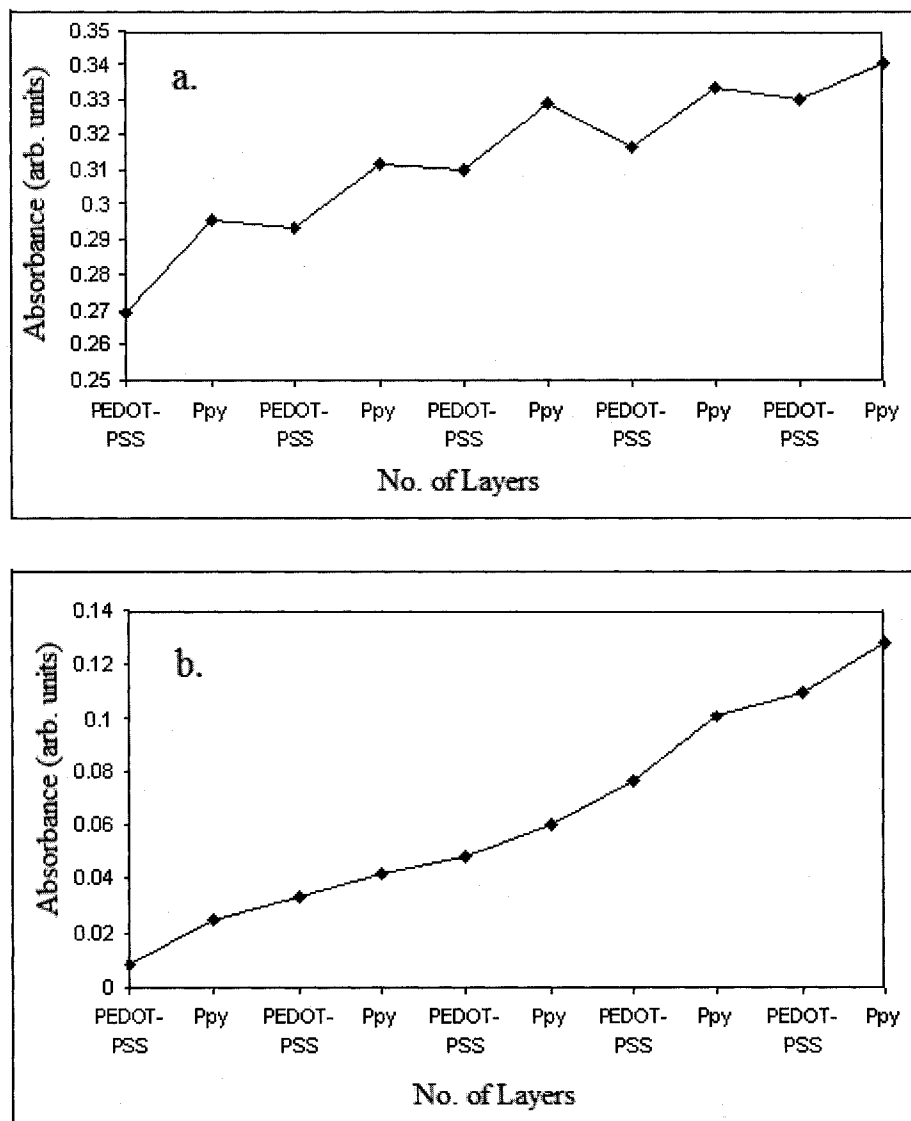 a.
Absorbance (arb. units)
0.35
0.34
0.33
0.32
0.31
0.3
0.29
0.28
0.27
0.26
0.25
PEDOT-PSS Ppy PEDOT-PSS Ppy PEDOT-PSS Ppy PEDOT-PSS Ppy PEDOT-PSS Ppy
No. of Layers
b.
Absorbance (arb. units)
0.14
0.12
0.1
0.08
0.06
0.04
0.02
0
PEDOT-PSS Ppy PEDOT-PSS Ppy PEDOT-PSS Ppy PEDOT-PSS Ppy PEDOT-PSS Ppy
No. of Layers